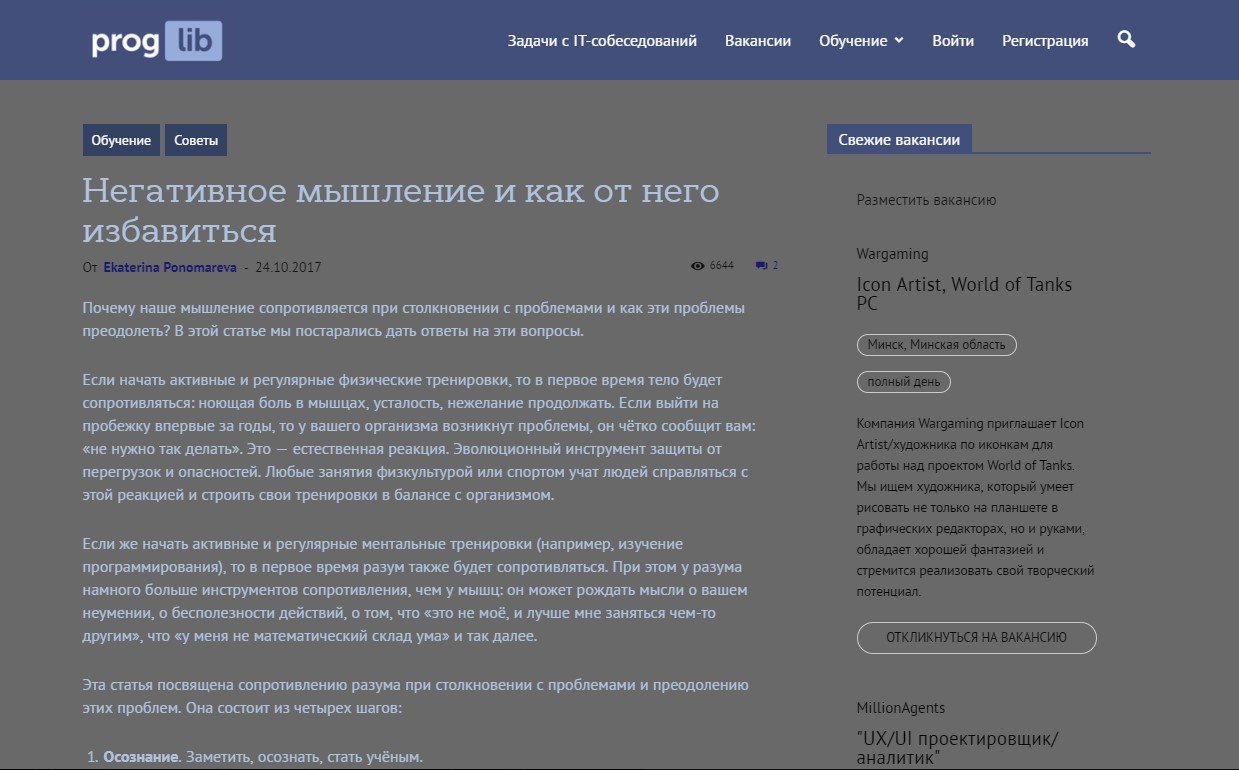 prog lib
Задачи с IT-собеседований Вакансии Обучение Войти Регистрация
Обучение Советы
Негативное мышление и как от него
избавиться
От Ekaterina Ponomareva - 24.10.2017 6644 2
Почему наше мышление сопротивляется при столкновении с проблемами и как эти проблемы
преодолеть? В этой статье мы постарались дать ответы на эти вопросы.
Если начать активные и регулярные физические тренировки, то в первое время тело будет
сопротивляться: ноющая боль в мышцах, усталость, нежелание продолжать. Если выйти на
пробежку впервые за годы, то у вашего организма возникнут проблемы, он чётко сообщит вам:
«не нужно так делать». Это — естественная реакция. Эволюционный инструмент защиты от
перегрузок и опасностей. Любые занятия физкультурой или спортом учат людей справляться с
этой реакцией и строить свои тренировки в балансе с организмом.
Если же начать активные и регулярные ментальные тренировки (например, изучение
программирования), то в первое время разум также будет сопротивляться. При этом у разума
намного больше инструментов сопротивления, чем у мышц: он может рождать мысли о вашем
неумении, о бесполезности действий, о том, что «это не моё, и лучше мне заняться чем-то
другим», что «у меня не математический склад ума» и так далее.
Эта статья посвящена сопротивлению разума при столкновении с проблемами и преодолению
этих проблем. Она состоит из четырех шагов:
1. Осознание. Заметить, осознать, стать учёным.
Свежие вакансии
Разместить вакансию
Wargaming
Icon Artist, World of Tanks
PC
Минск, Минская область
полный день
Компания Wargaming приглашает Icon
Artist/художника по иконкам для
работы над проектом World of Tanks.
Мы ищем художника, который умеет
рисовать не только на планшете в
графических редакторах, но и руками,
обладает хорошей фантазией и
стремится реализовать свой творческий
потенциал.
ОТКЛИКНУТЬСЯ НА ВАКАНСИЮ
MillionAgents
"UX/UI проектировщик/
аналитик"